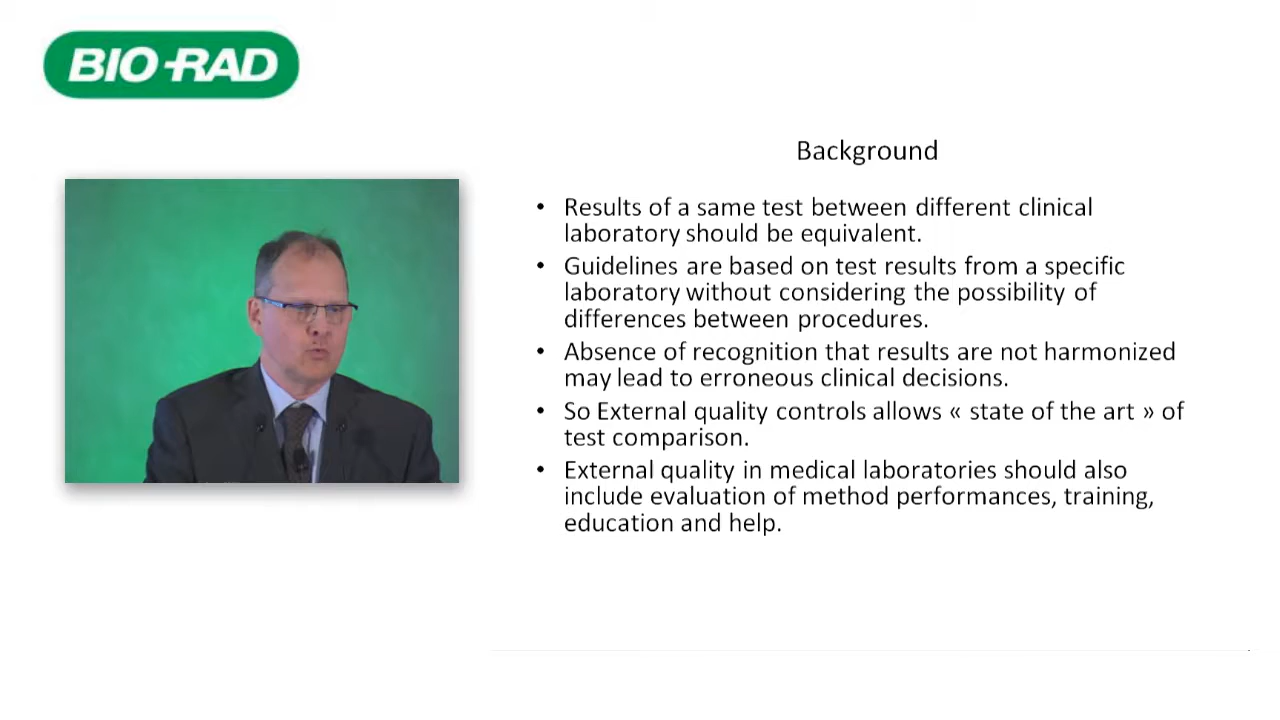 BIO-RAD
Background
• Results of a same test between different clinical
laboratory should be equivalent.
• Guidelines are based on test results from a specific
laboratory without considering the possibility of
differences between procedures.
• Absence of recognition that results are not harmonized
may lead to erroneous clinical decisions.
• So External quality controls allows « state of the art » of
test comparison.
• External quality in medical laboratories should also
include evaluation of method performances, training,
education and help.